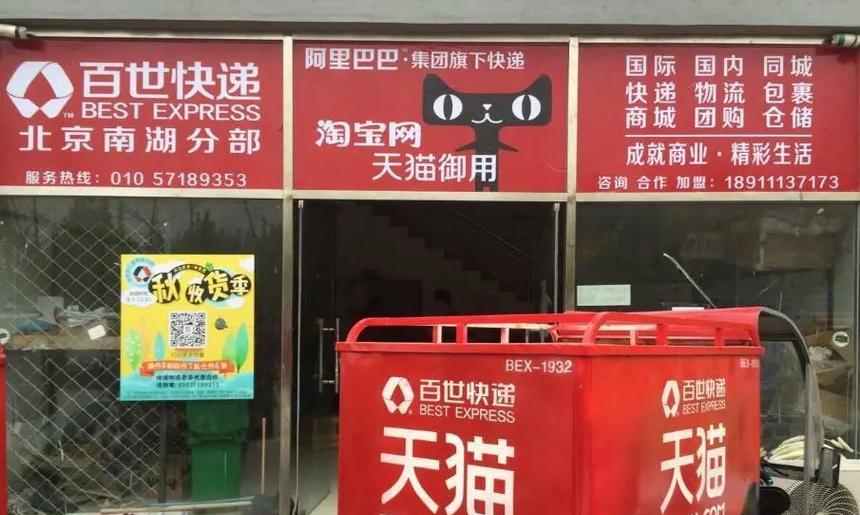 百世快递
BEST EXPRESS
TM
北京南湖分部
服务热线：010 57189353
阿里巴巴™·集团旗下快递
淘宝网
天猫御用
国际 国内 同城
快递 物流 包裹
商城 团购 仓储
成就商业·精彩生活
咨询 合作 加盟：18911137173
秋收货季
BEX-1932
百世快递
BEST EXPRESS
天猫
百世快递
BEST EXPRESS
天猫
.com